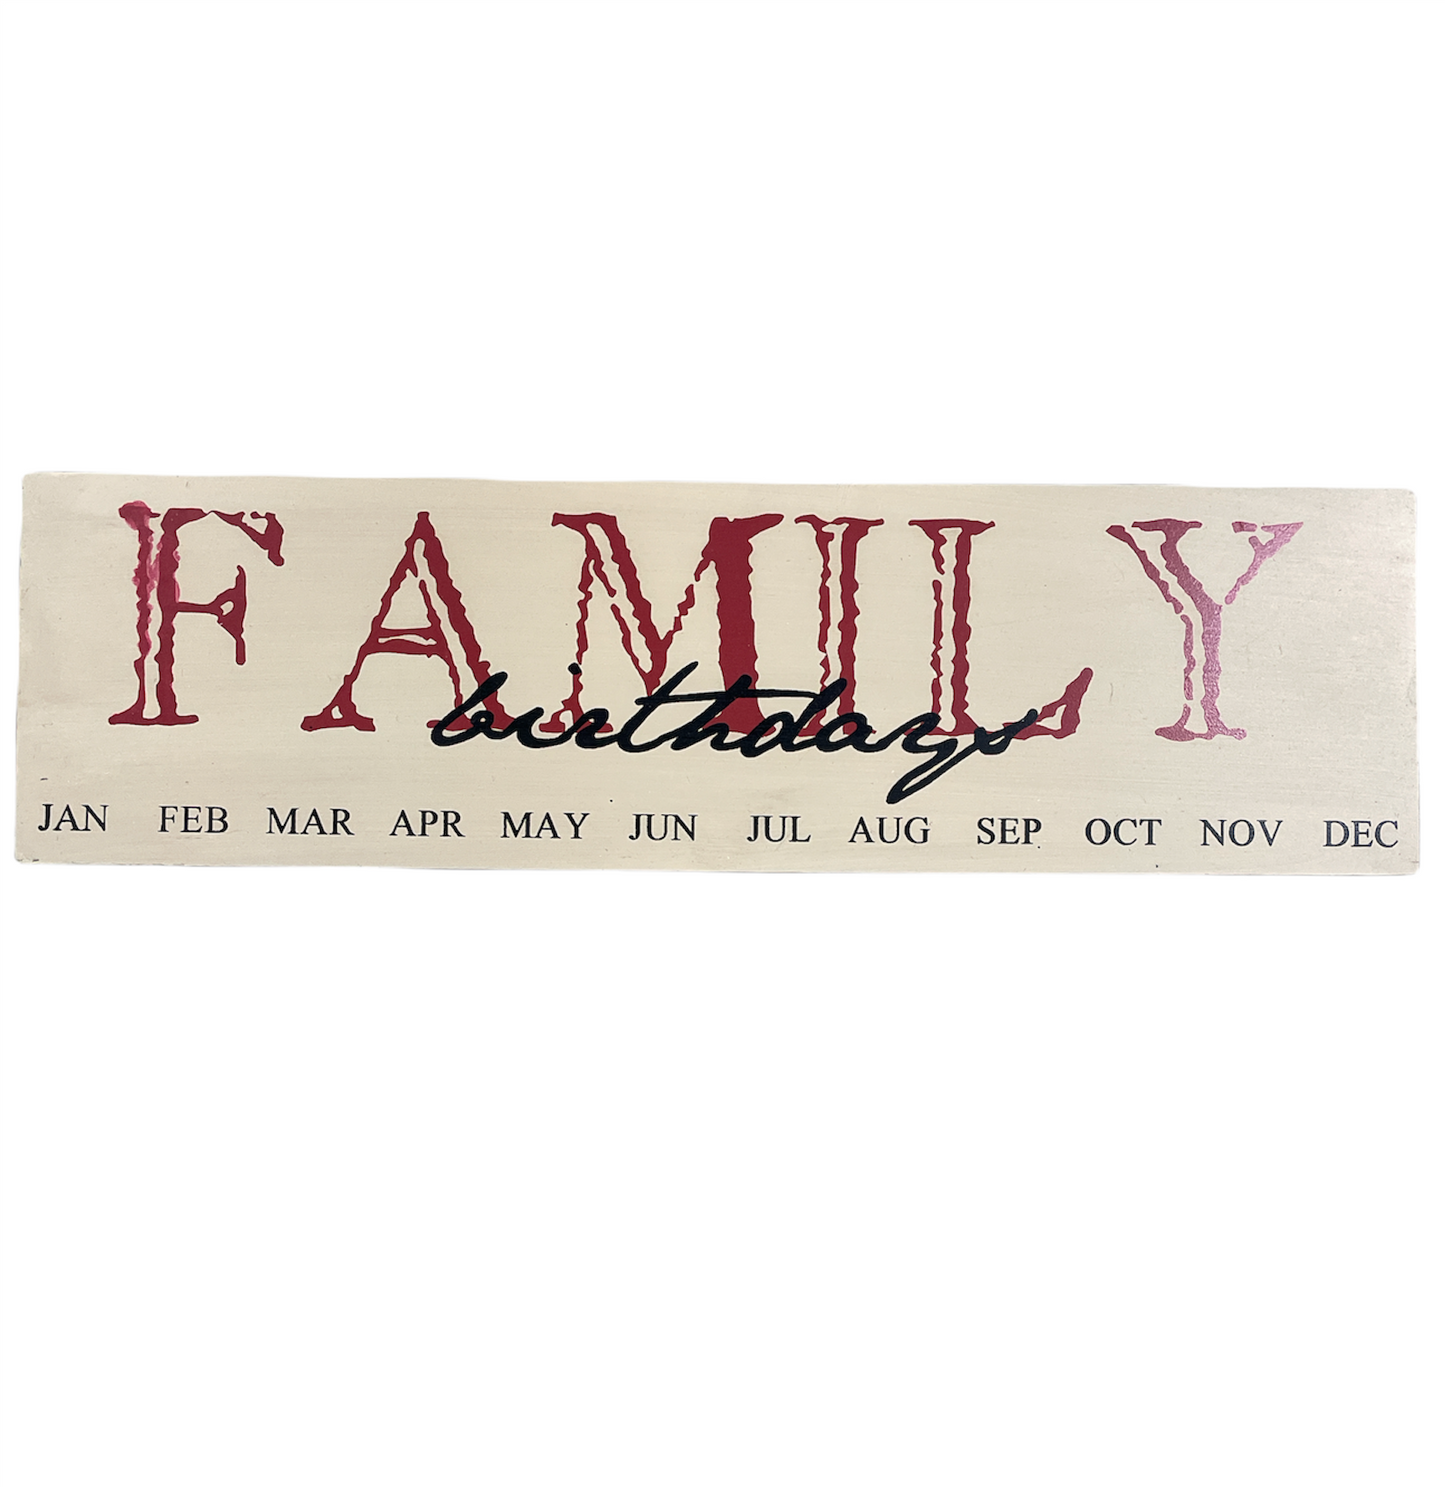 FAMILY
birthdays
JAN FEB MAR APR MAY JUN JUL AUG SEP OCT NOV DEC